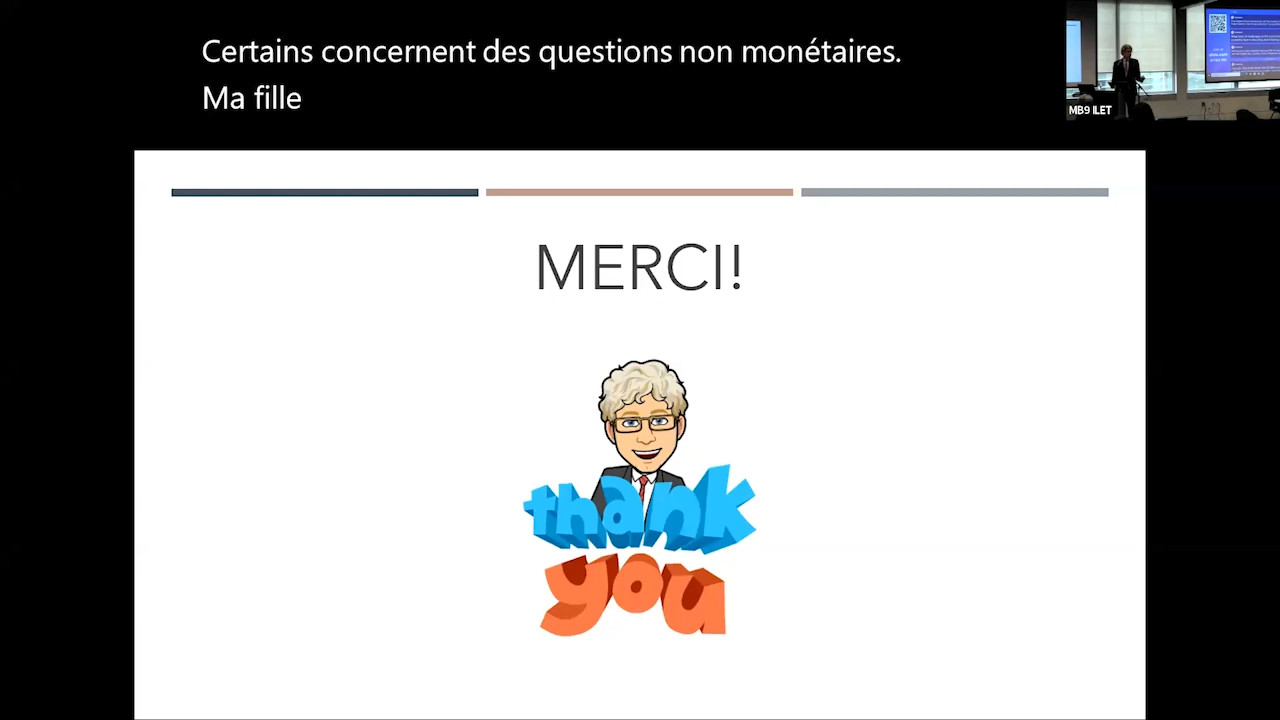 Certains concernent des questions non monétaires.
Ma fille
MB9 ILET
MERCI!
thank
you